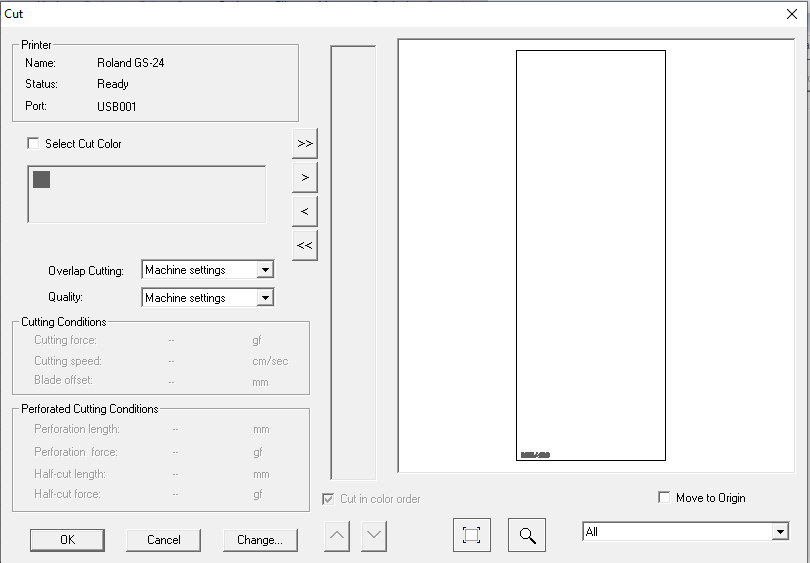 Cut
Printer
Name: Roland GS-24
Status: Ready
Port: USB001
Select Cut Color
>>
>
<
<<
Overlap Cutting: Machine settings
Quality: Machine settings
Cutting Conditions
Cutting force: -- gf
Cutting speed: -- cm/sec
Blade offset: -- mm
Perforated Cutting Conditions
Perforation length: -- mm
Perforation force: -- gf
Half-cut length: -- mm
Half-cut force: -- gf
Cut in color order
Move to Origin
OK
Cancel
Change...
All